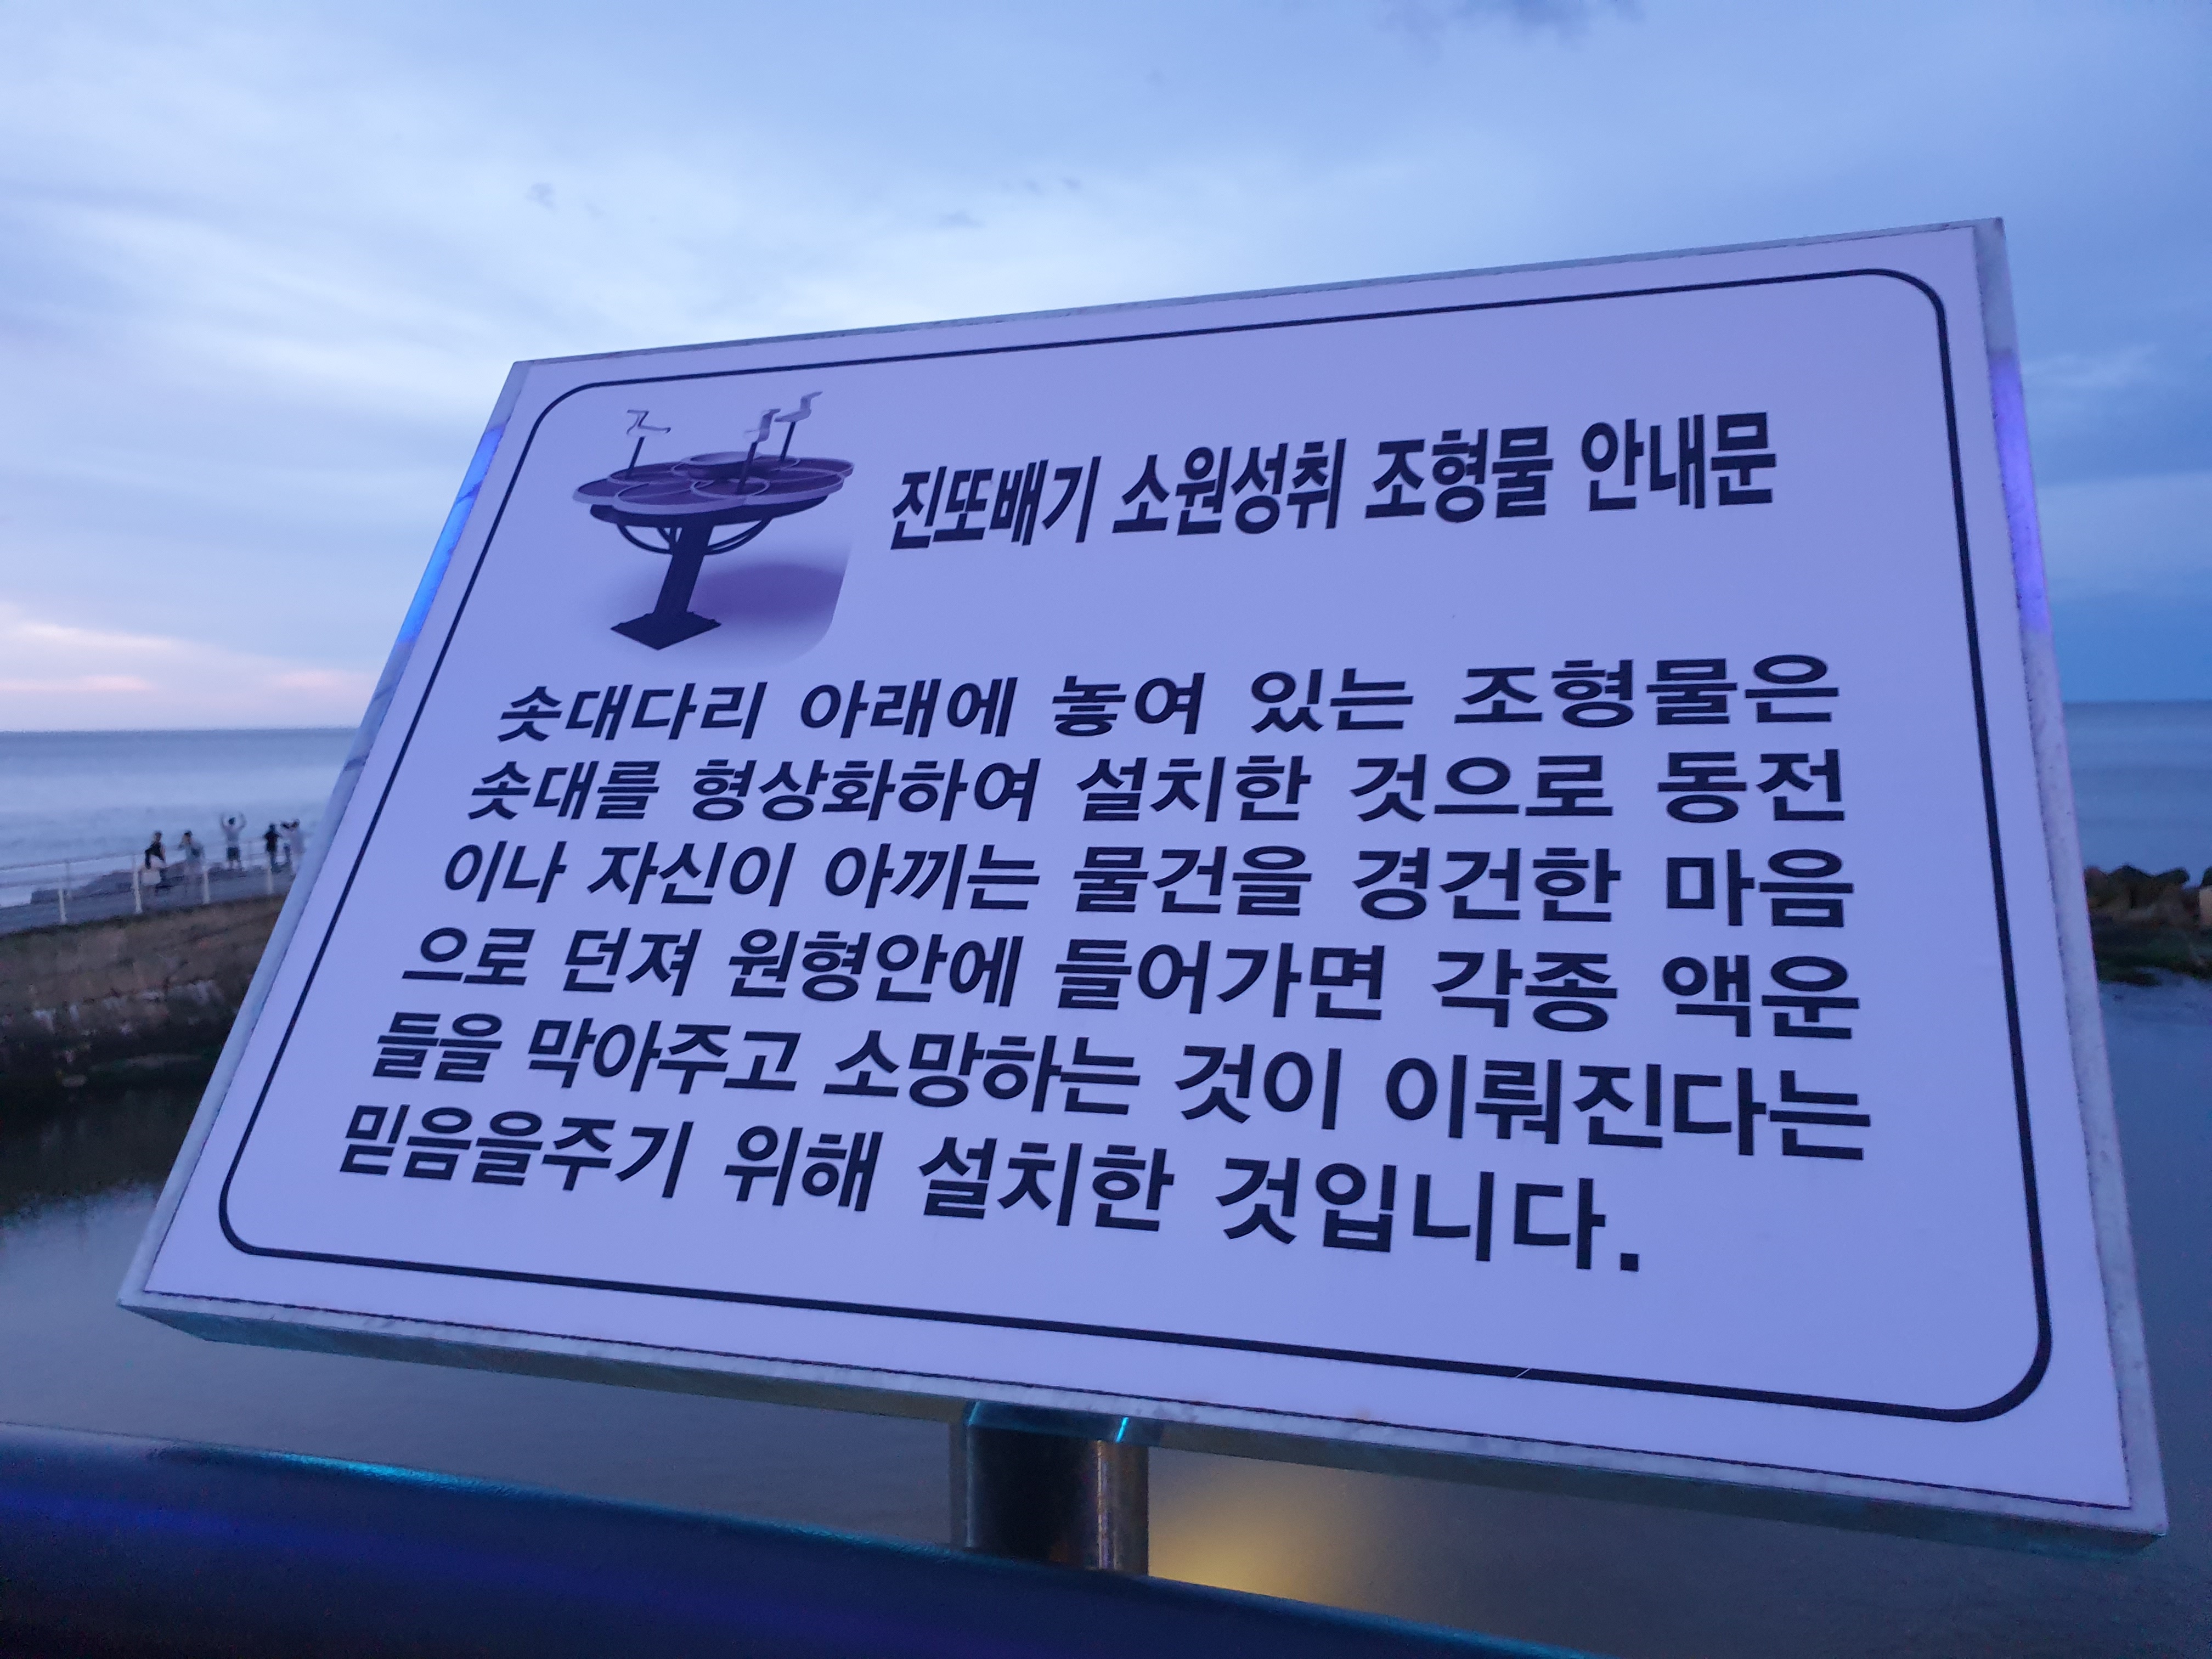 진또배기 소원성취 조형물 안내문
솟대다리 아래에 놓여 있는 조형물은
솟대를 형상화하여 설치한 것으로 동전
이나 자신이 아끼는 물건을 경건한 마음
으로 던져 원형안에 들어가면 각종 액운
들을 막아주고 소망하는 것이 이뤄진다는
믿음을주기 위해 설치한 것입니다.